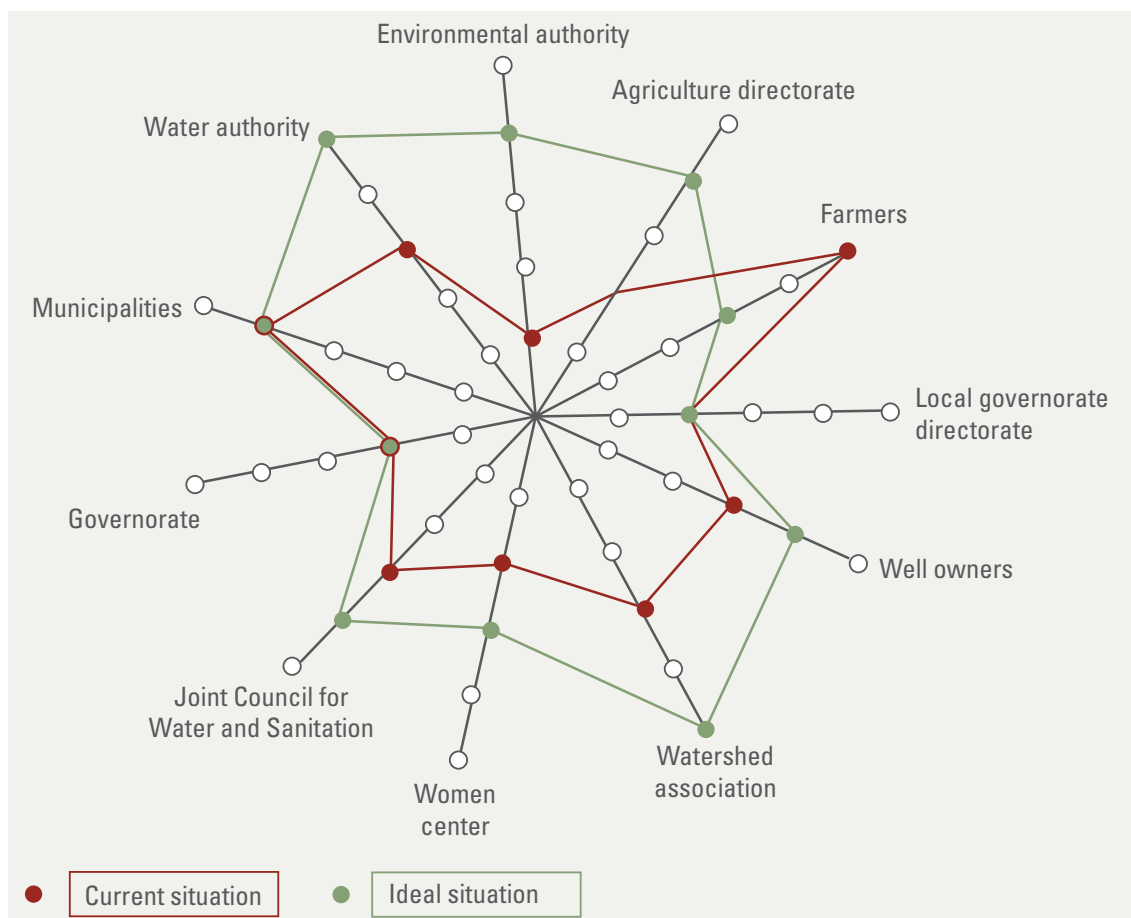 Environmental authority
Agriculture directorate
Water authority
Farmers
Municipalities
Local governorate
directorate
Governorate
Well owners
Joint Council for
Water and Sanitation
Watershed
association
Women
center
Current situation
Ideal situation